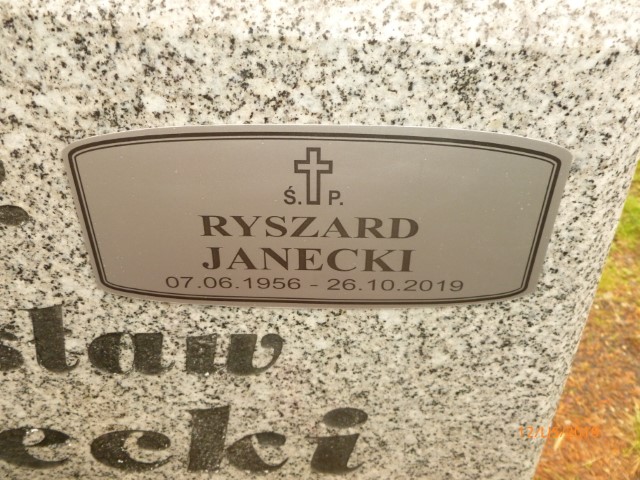 Ś. P.
RYSZARD
JANECKI
07.06.1956 - 26.10.2019